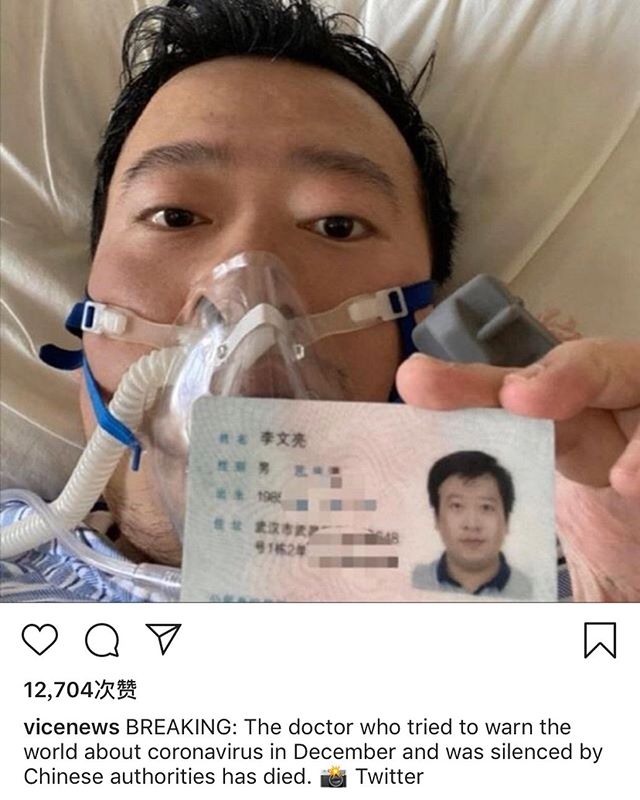 姓名 李文亮
性别 男 民
出生 198
住址 武汉市武
号1栋2单
12,704次赞
vicenews BREAKING: The doctor who tried to warn the
world about coronavirus in December and was silenced by
Chinese authorities has died. 📸 Twitter